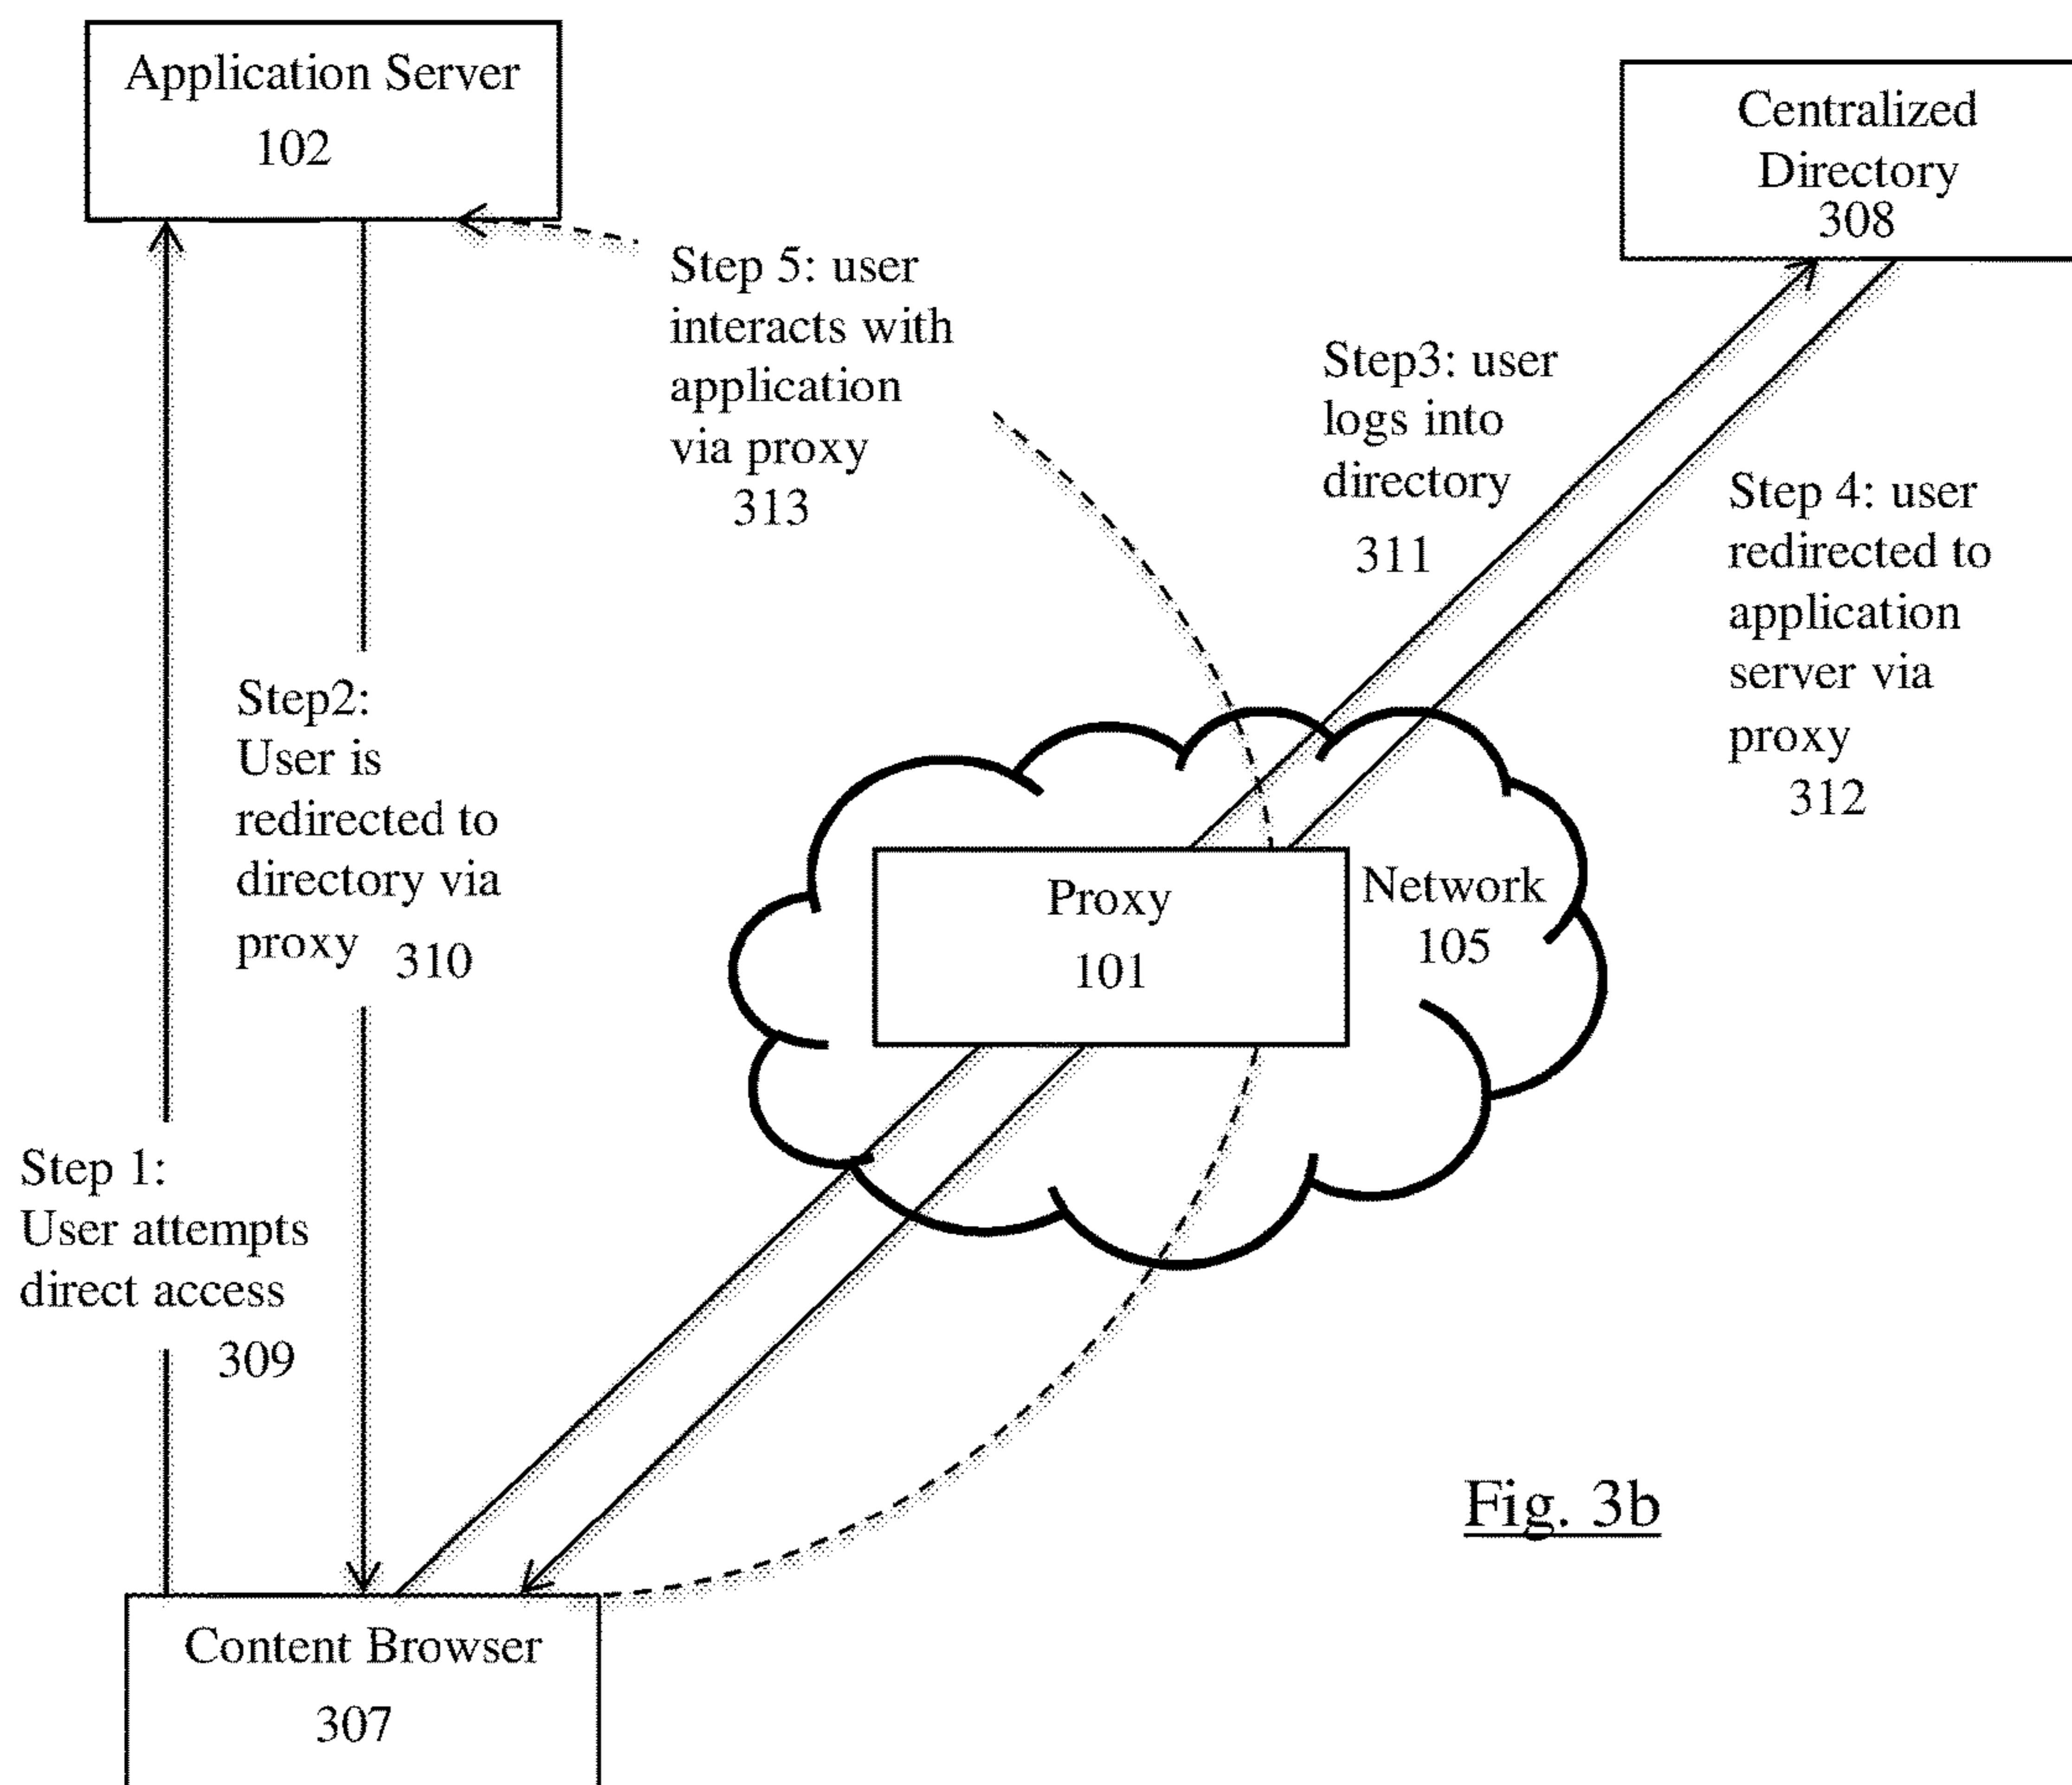 Application Server
102
Centralized
Directory
308
Step 5: user
interacts with
application
via proxy
313
Step3: user
logs into
directory
311
Step 4: user
redirected to
application
server via
proxy
312
Step2:
User is
redirected to
directory via
proxy
310
Proxy
101
Network
105
Step 1:
User attempts
direct access
309
Fig. 3b
Content Browser
307